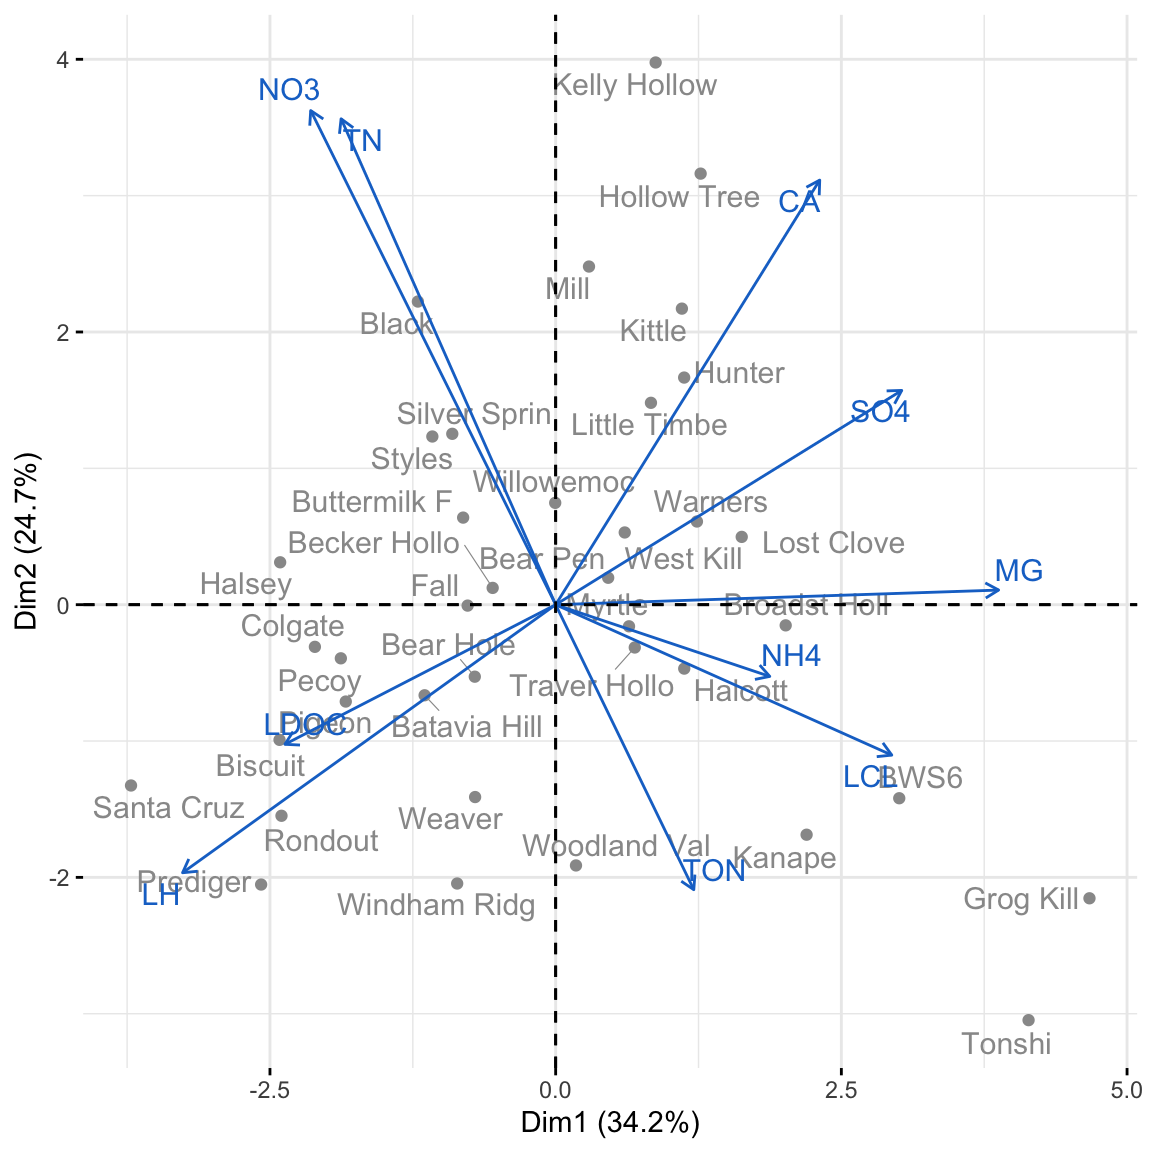 4
NO3
Kelly Hollow
TN
Hollow Tree
CA
Mill
Black
Kittle
2
Hunter
Silver Sprin
SO4
Little Timbe
Styles
Willowemoc
Buttermilk F
Warners
Becker Hollo
Bear Pen
West Kill
Lost Clove
MG
Halsey
Fall
0
Myrtle
Broadst Holl
Colgate
Bear Hole
NH4
Pecoy
Traver Hollo
Halcott
LDOC
Pigeon
Batavia Hill
Biscuit
LCL
BWS6
Santa Cruz
Weaver
Rondout
Woodland Val
Kanape
TON
-2
Prediger
LH
Windham Ridg
Grog Kill
Tonshi
-2.5
0.0
2.5
5.0
Dim1 (34.2%)
Dim2 (24.7%)